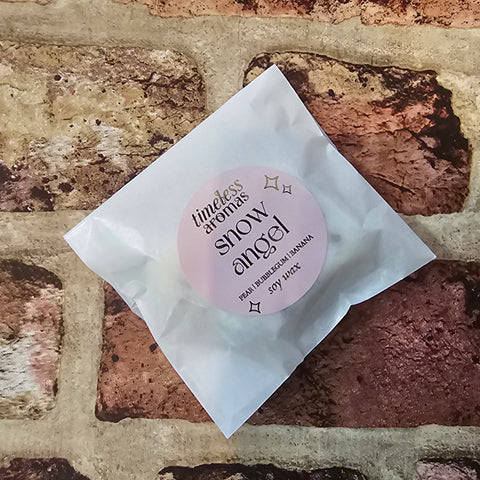 timeless
aromas
snow
angel
PEAR | BUBBLEGUM | BANANA
soy wax